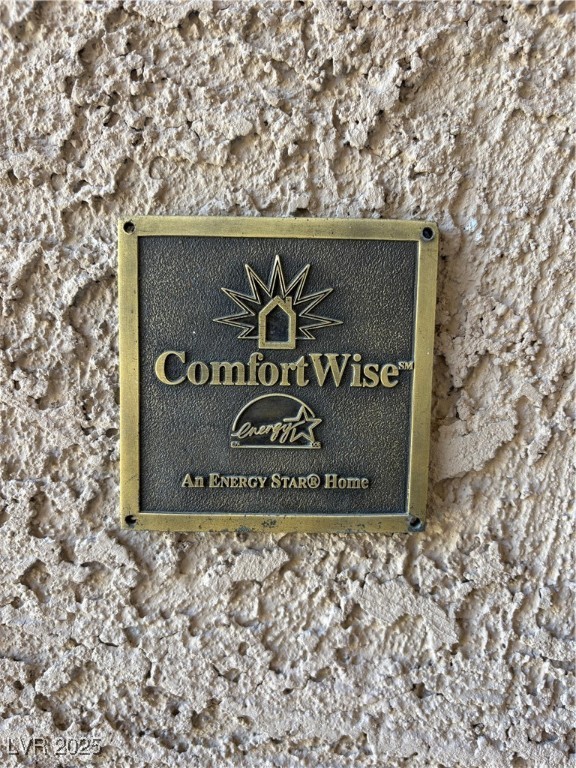 ComfortWise℠
energy
An Energy Star® Home
LVR 2025